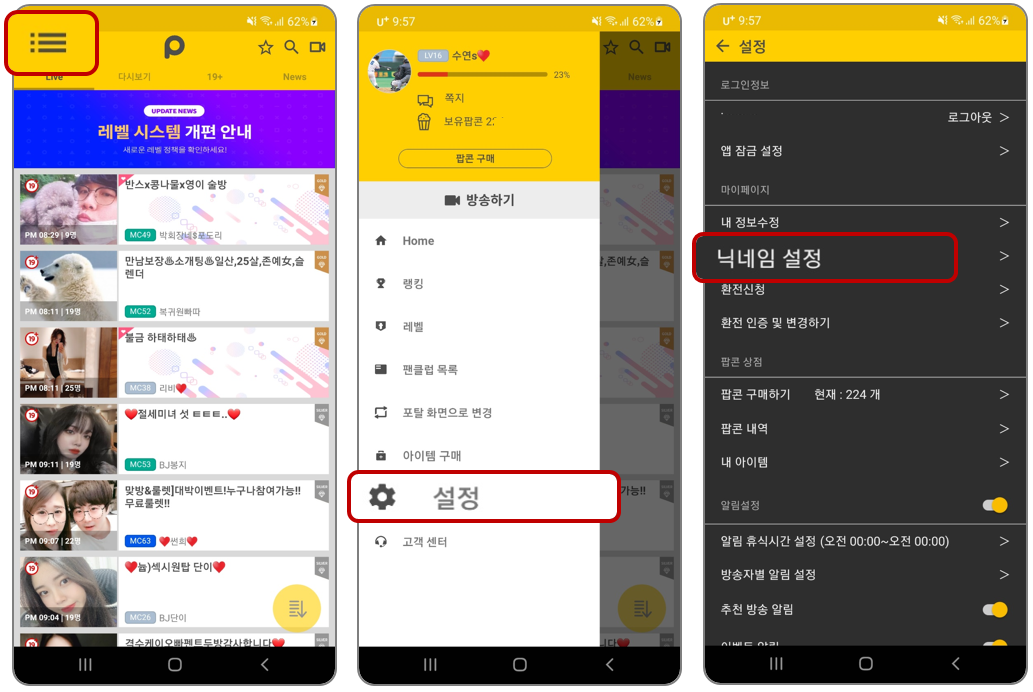 62%
Live
다시보기
19+
News
UPDATE NEWS
레벨 시스템 개편 안내
새로운 레벨 정책을 확인하세요!
19
반스x콩나물x영이 술방
PM 08:29 | 9명
MC49 박회장네$포도리
19
만남보장♨소개팅♨일산,25살,존예女,슬
렌더
PM 08:11 | 19명
MC52 복귀원빠따
19
불금 하태하태♨
PM 08:11 | 25명
MC38 리비❤️
19
❤️절세미녀 섯 ㅌㅌㅌ..❤️
PM 09:11 | 19명
MC53 BJ봉지
19
맞방&룰렛]대박이벤트!누구나참여가능!!
무료룰렛!!
PM 09:07 | 22명
MC63 ❤️썬희❤️
19
❤️늅)섹시원탑 단이❤️
PM 09:04 | 19명
MC26 BJ단이
격수케이오빠펜트두방감사합니다❤️
U+ 9:57
62%
LV16 수연s❤️
23%
쪽지
보유팝콘
팝콘 구매
방송하기
Home
랭킹
레벨
팬클럽 목록
포탈 화면으로 변경
아이템 구매
설정
고객 센터
News
,존예女,슬
가능!!
U+ 9:57
62%
← 설정
로그인정보
로그아웃 >
앱 잠금 설정 >
마이페이지
내 정보수정 >
닉네임 설정 >
환전신청 >
환전 인증 및 변경하기 >
팝콘 상점
팝콘 구매하기 현재 : 224 개 >
팝콘 내역 >
내 아이템 >
알림설정
알림 휴식시간 설정 (오전 00:00~오전 00:00) >
방송자별 알림 설정 >
추천 방송 알림
이벤트 알림